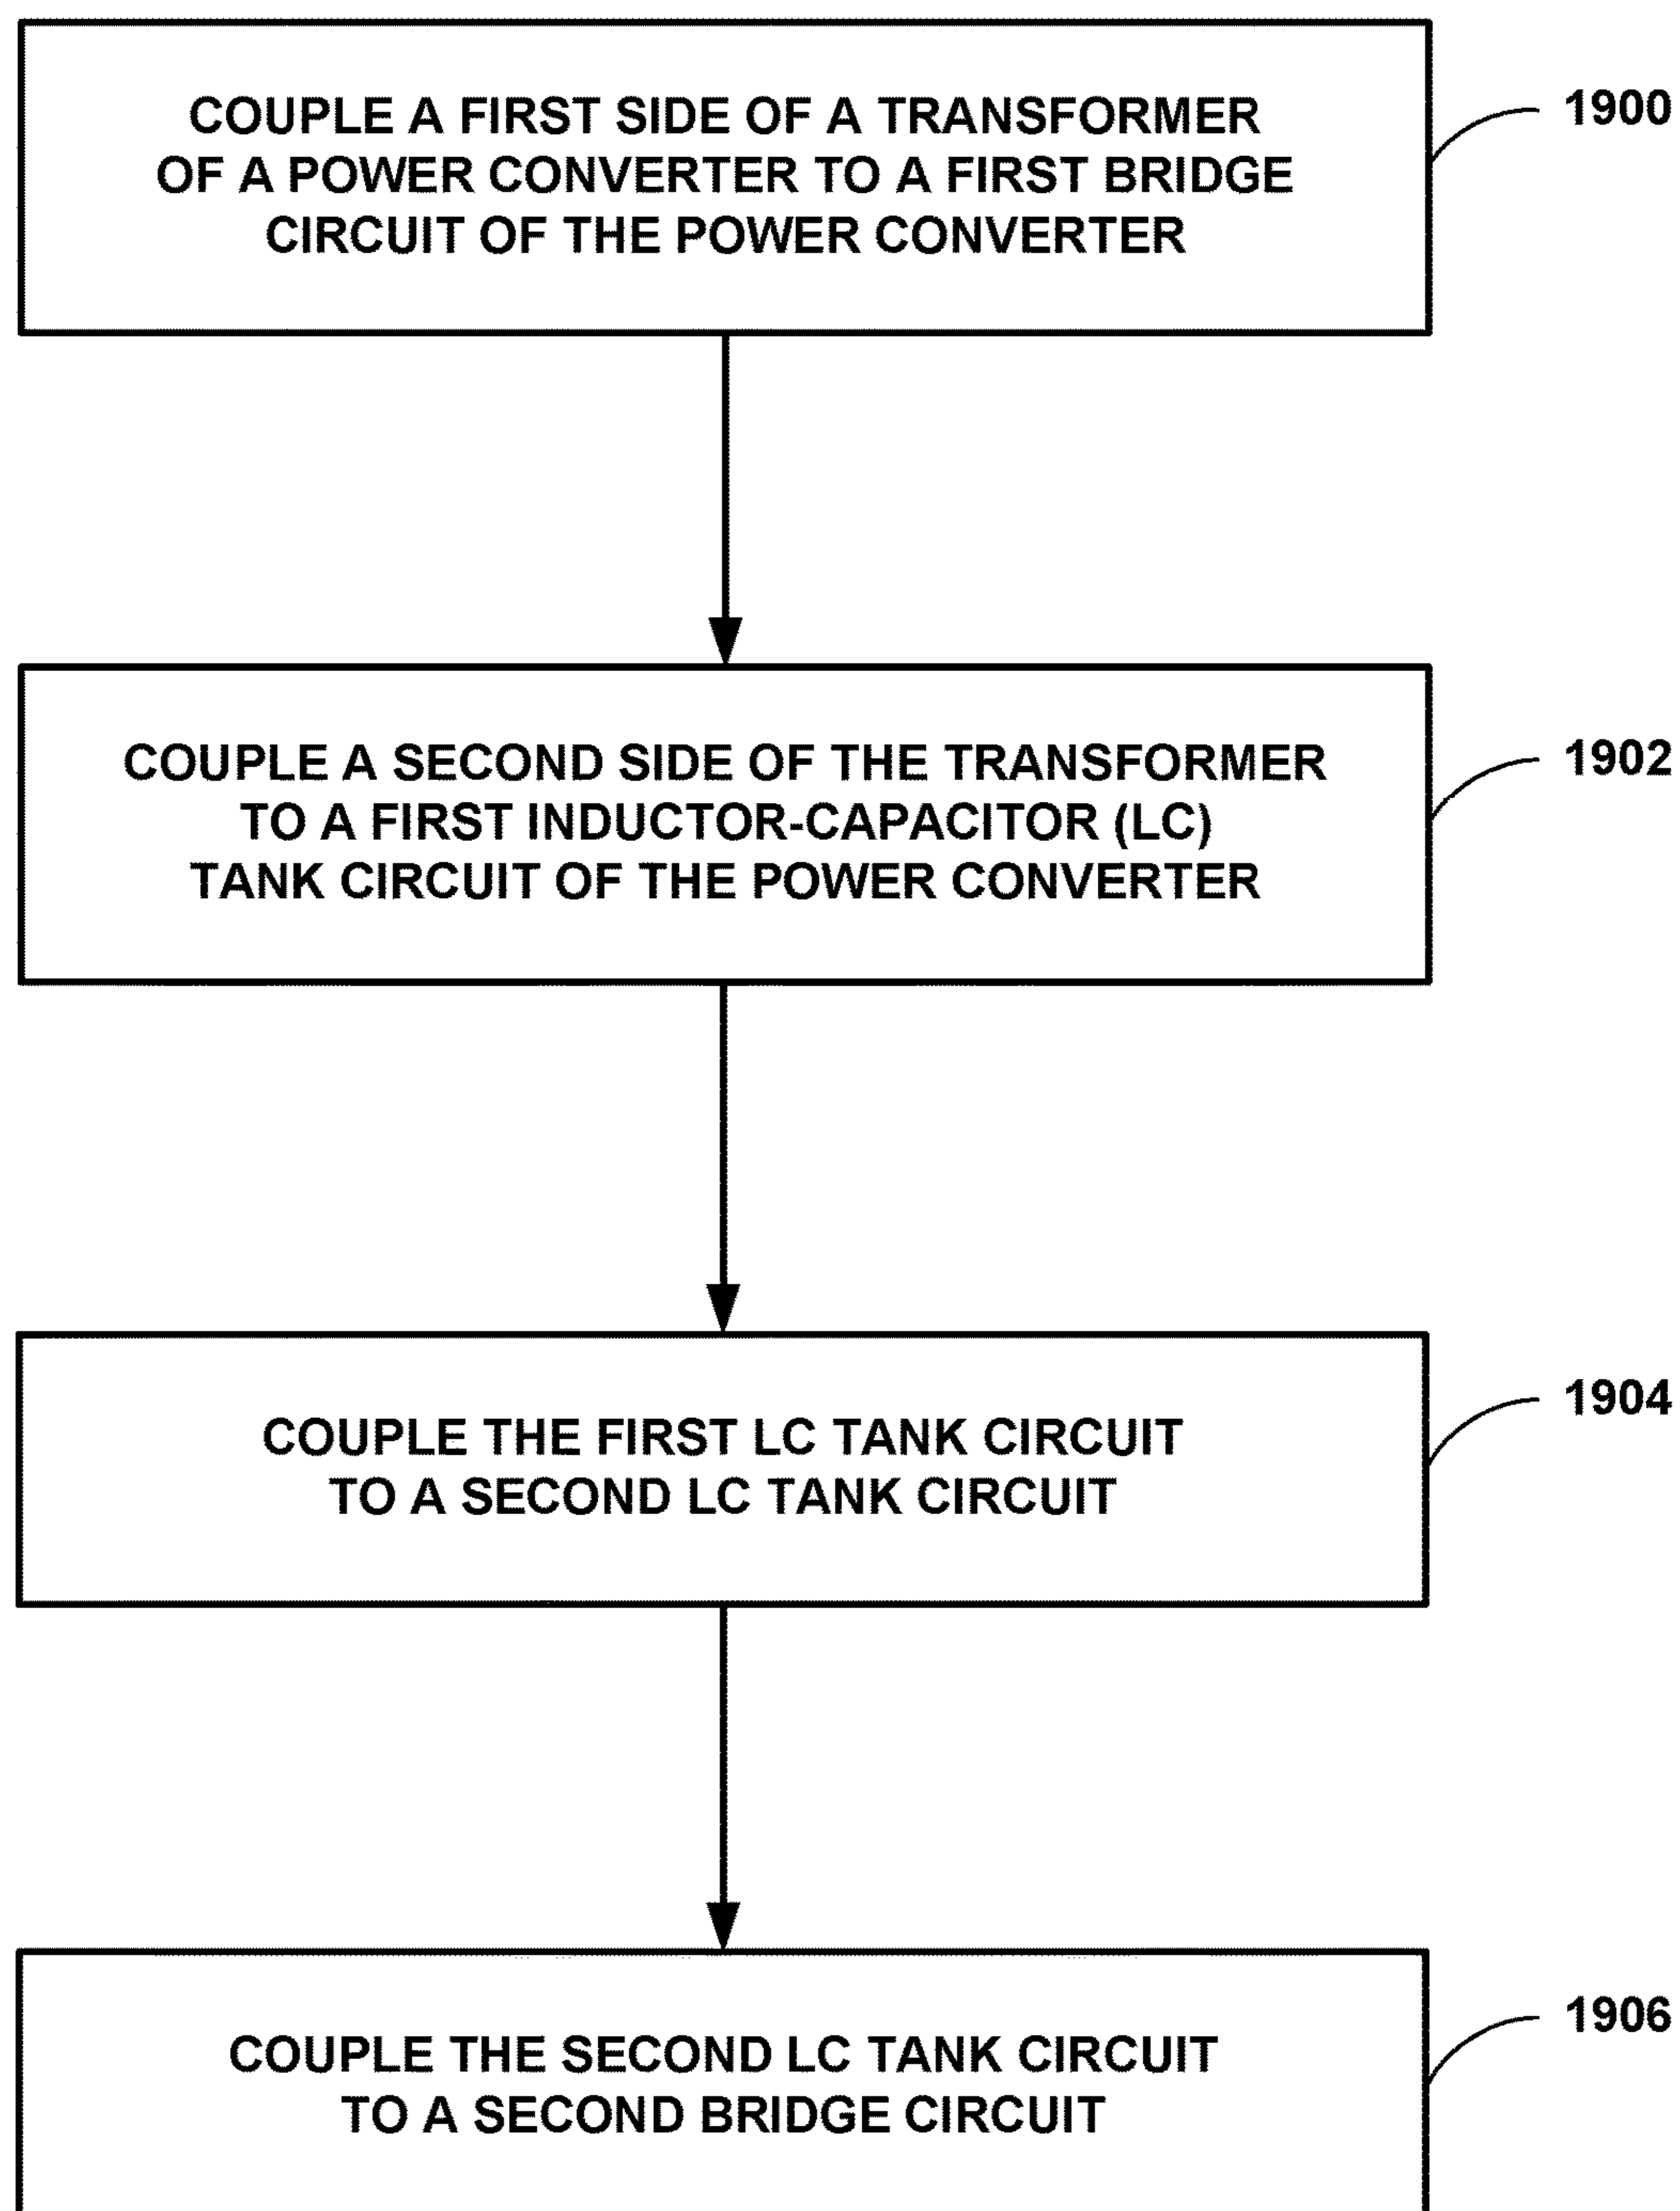 COUPLE A FIRST SIDE OF A TRANSFORMER
OF A POWER CONVERTER TO A FIRST BRIDGE
CIRCUIT OF THE POWER CONVERTER
1900
COUPLE A SECOND SIDE OF THE TRANSFORMER
TO A FIRST INDUCTOR-CAPACITOR (LC)
TANK CIRCUIT OF THE POWER CONVERTER
1902
COUPLE THE FIRST LC TANK CIRCUIT
TO A SECOND LC TANK CIRCUIT
1904
COUPLE THE SECOND LC TANK CIRCUIT
TO A SECOND BRIDGE CIRCUIT
1906